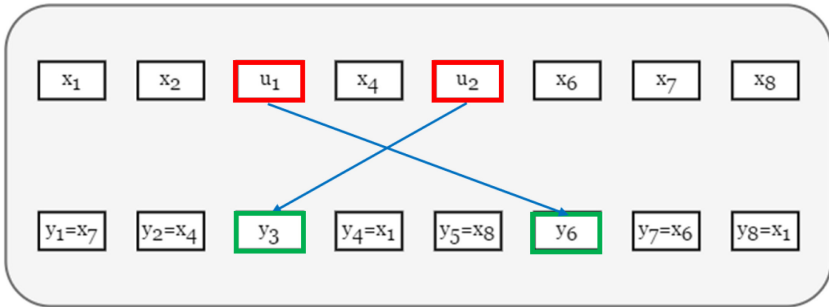 x₁ x₂ u₁ x₄ u₂ x₆ x₇ x₈
y₁=x₇ y₂=x₄ y₃ y₄=x₁ y₅=x₈ y₆ y₇=x₆ y₈=x₁